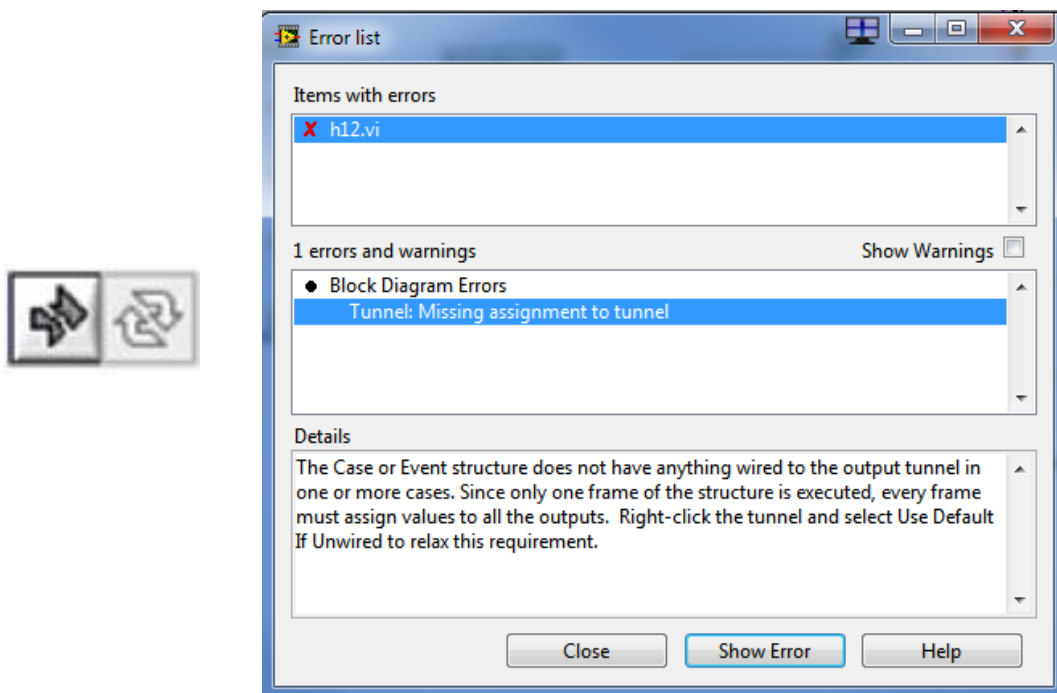 Error list
Items with errors
h12.vi
1 errors and warnings
Show Warnings
Block Diagram Errors
Tunnel: Missing assignment to tunnel
Details
The Case or Event structure does not have anything wired to the output tunnel in
one or more cases. Since only one frame of the structure is executed, every frame
must assign values to all the outputs.  Right-click the tunnel and select Use Default
If Unwired to relax this requirement.
Close
Show Error
Help